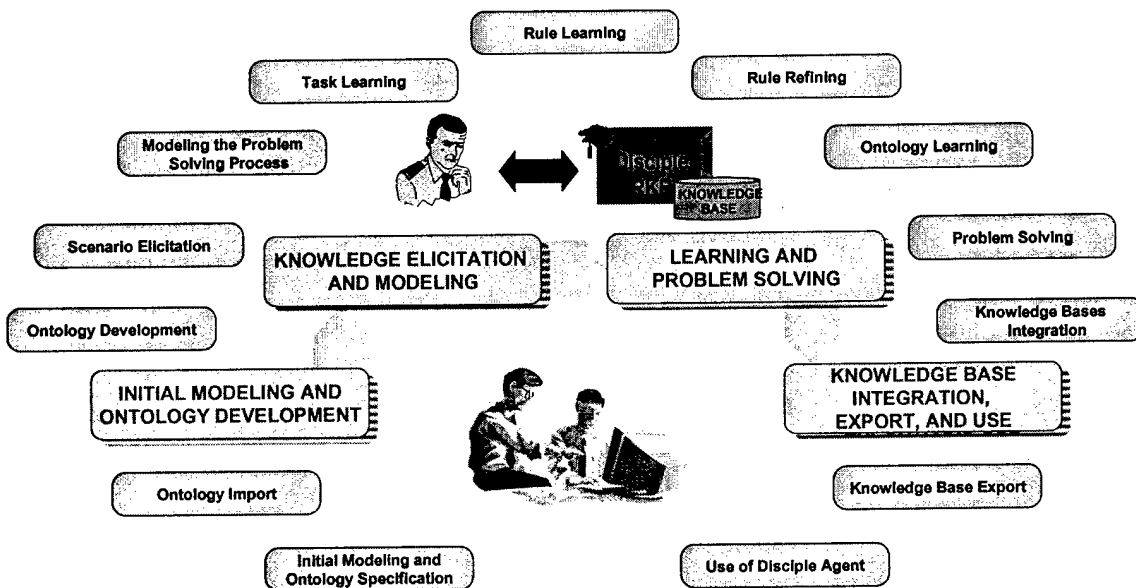 Rule Learning
Task Learning
Rule Refining
Modeling the Problem
Solving Process
Ontology Learning
Disciple
RKF
KNOWLEDGE
BASE
Scenario Elicitation
KNOWLEDGE ELICITATION
AND MODELING
LEARNING AND
PROBLEM SOLVING
Problem Solving
Ontology Development
Knowledge Bases
Integration
INITIAL MODELING AND
ONTOLOGY DEVELOPMENT
KNOWLEDGE BASE
INTEGRATION,
EXPORT, AND USE
Ontology Import
Knowledge Base Export
Initial Modeling and
Ontology Specification
Use of Disciple Agent